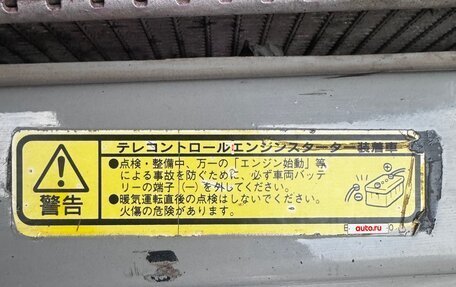 テレコントロールエンジンスターター装着車
●点検・整備中、万一の「エンジン始動」等
による事故を防ぐために、必ず車両バッテ
リーの端子(ー)を外してください。
●暖気運転直後の点検はしないでください。
火傷の危険があります。
警告
auto.ru